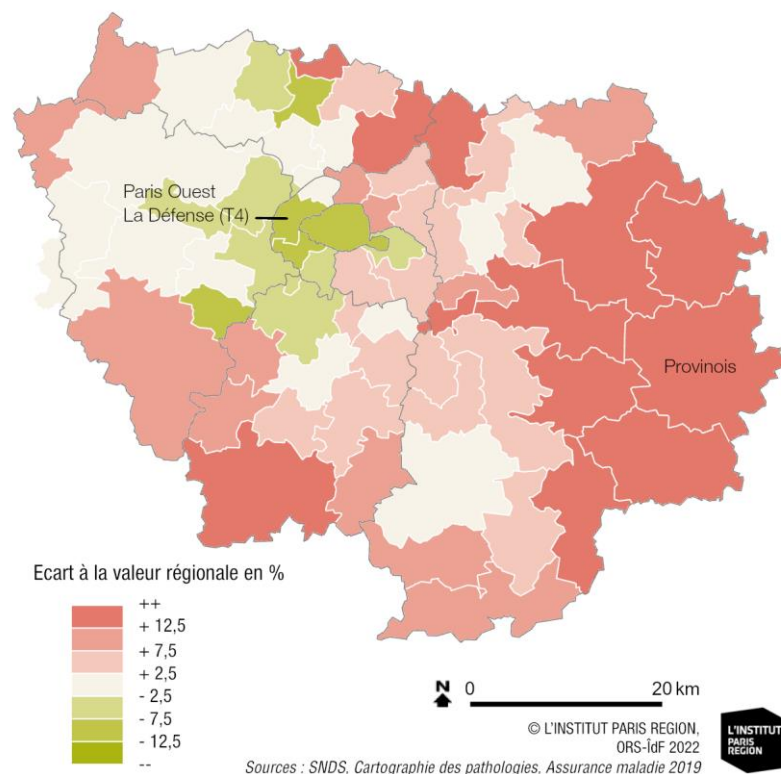 Paris Ouest
La Défense (T4)
Provinois
Ecart à la valeur régionale en %
++
+ 12,5
+ 7,5
+ 2,5
- 2,5
- 7,5
- 12,5
--
N 0 20 km
© L'INSTITUT PARIS REGION,
ORS-ÎdF 2022
Sources : SNDS, Cartographie des pathologies, Assurance maladie 2019
L'INSTITUT
PARIS
REGION